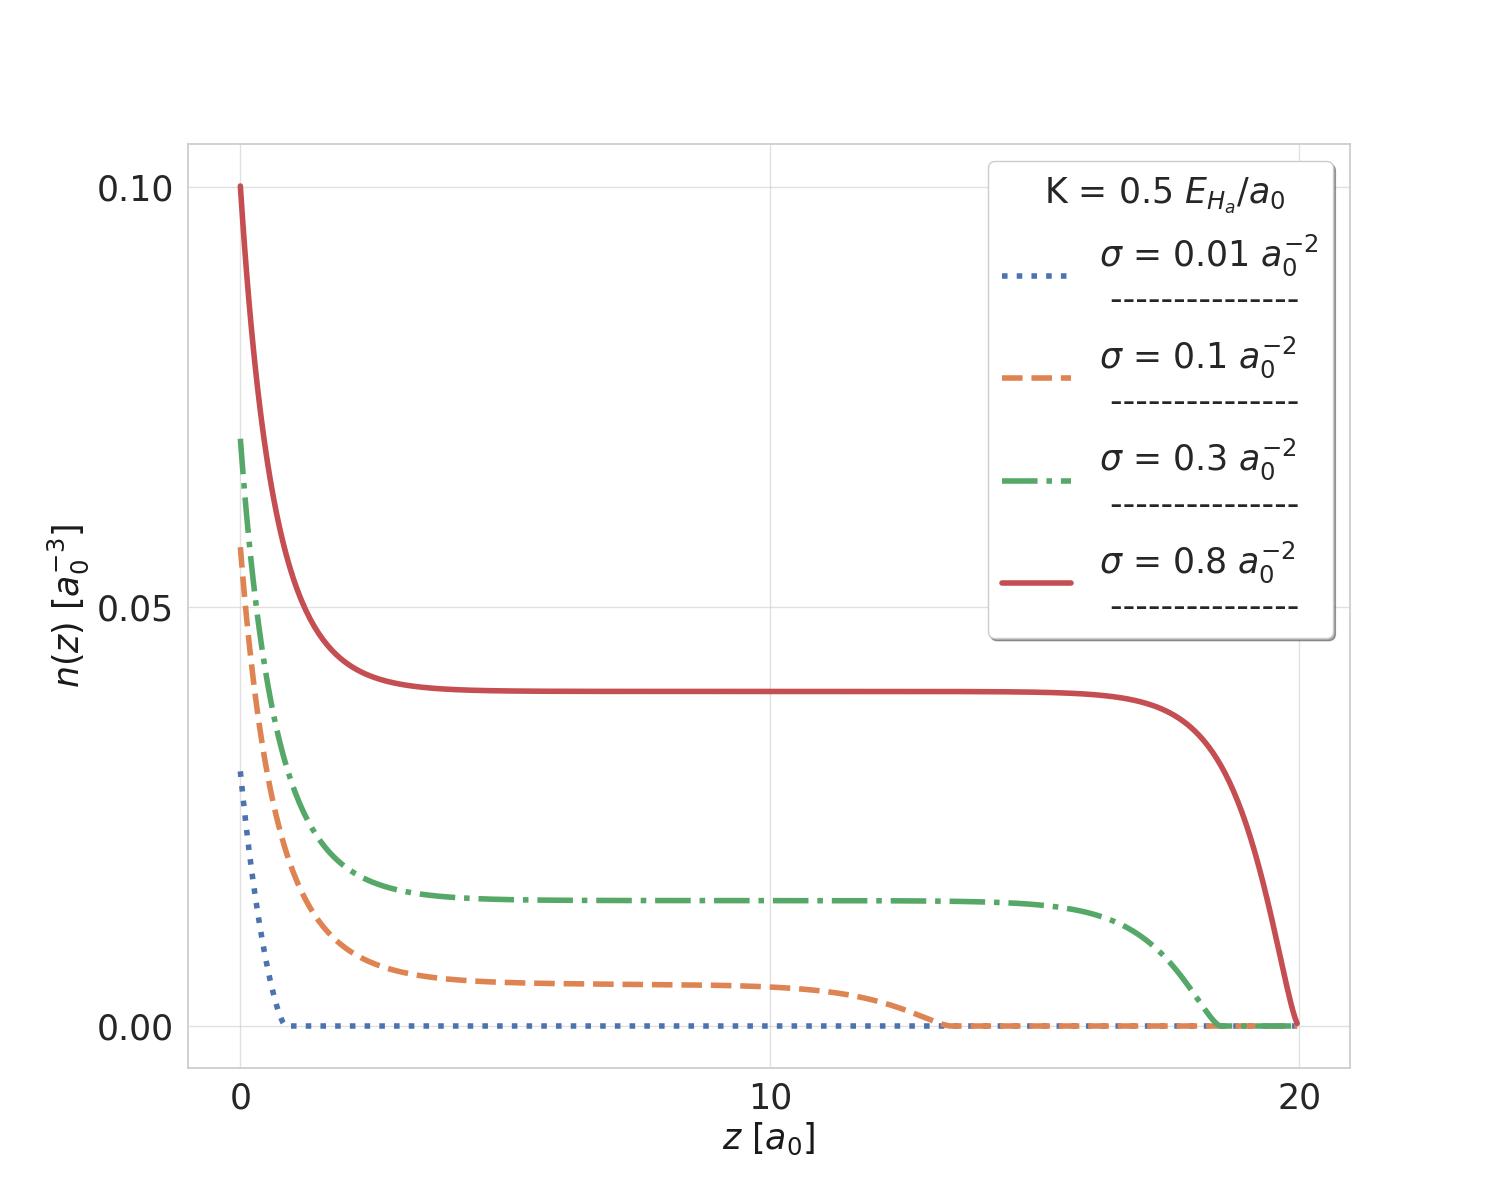 K = 0.5 E_{H_a}/a_0
σ = 0.01 a_0^{-2}
---------------
σ = 0.1 a_0^{-2}
---------------
σ = 0.3 a_0^{-2}
---------------
σ = 0.8 a_0^{-2}
---------------
n(z) [a_0^{-3}]
0.10
0.05
0.00
0
10
20
z [a_0]